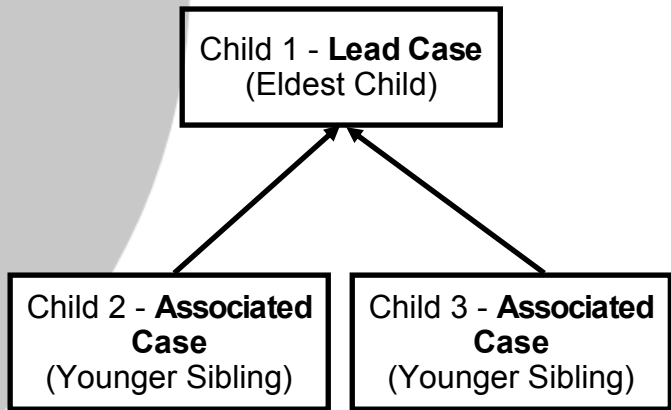 Child 1 - Lead Case
(Eldest Child)
Child 2 - Associated
Case
(Younger Sibling)
Child 3 - Associated
Case
(Younger Sibling)